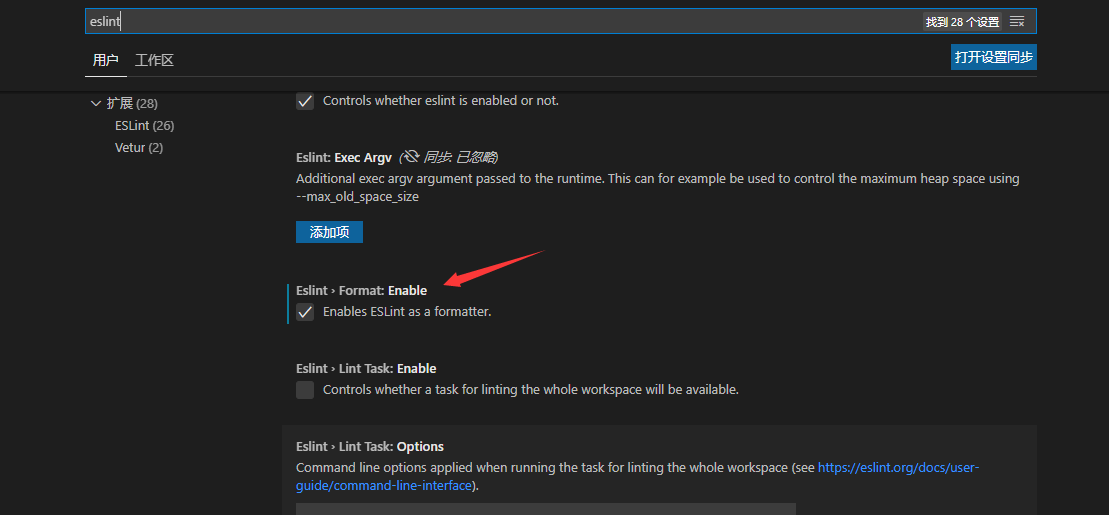 eslint
找到 28 个设置
用户
工作区
打开设置同步
扩展 (28)
ESLint (26)
Vetur (2)
Controls whether eslint is enabled or not.
Eslint: Exec Argv (同步: 已忽略)
Additional exec argv argument passed to the runtime. This can for example be used to control the maximum heap space using
--max_old_space_size
添加项
Eslint › Format: Enable
Enables ESLint as a formatter.
Eslint › Lint Task: Enable
Controls whether a task for linting the whole workspace will be available.
Eslint › Lint Task: Options
Command line options applied when running the task for linting the whole workspace (see https://eslint.org/docs/user-
guide/command-line-interface).